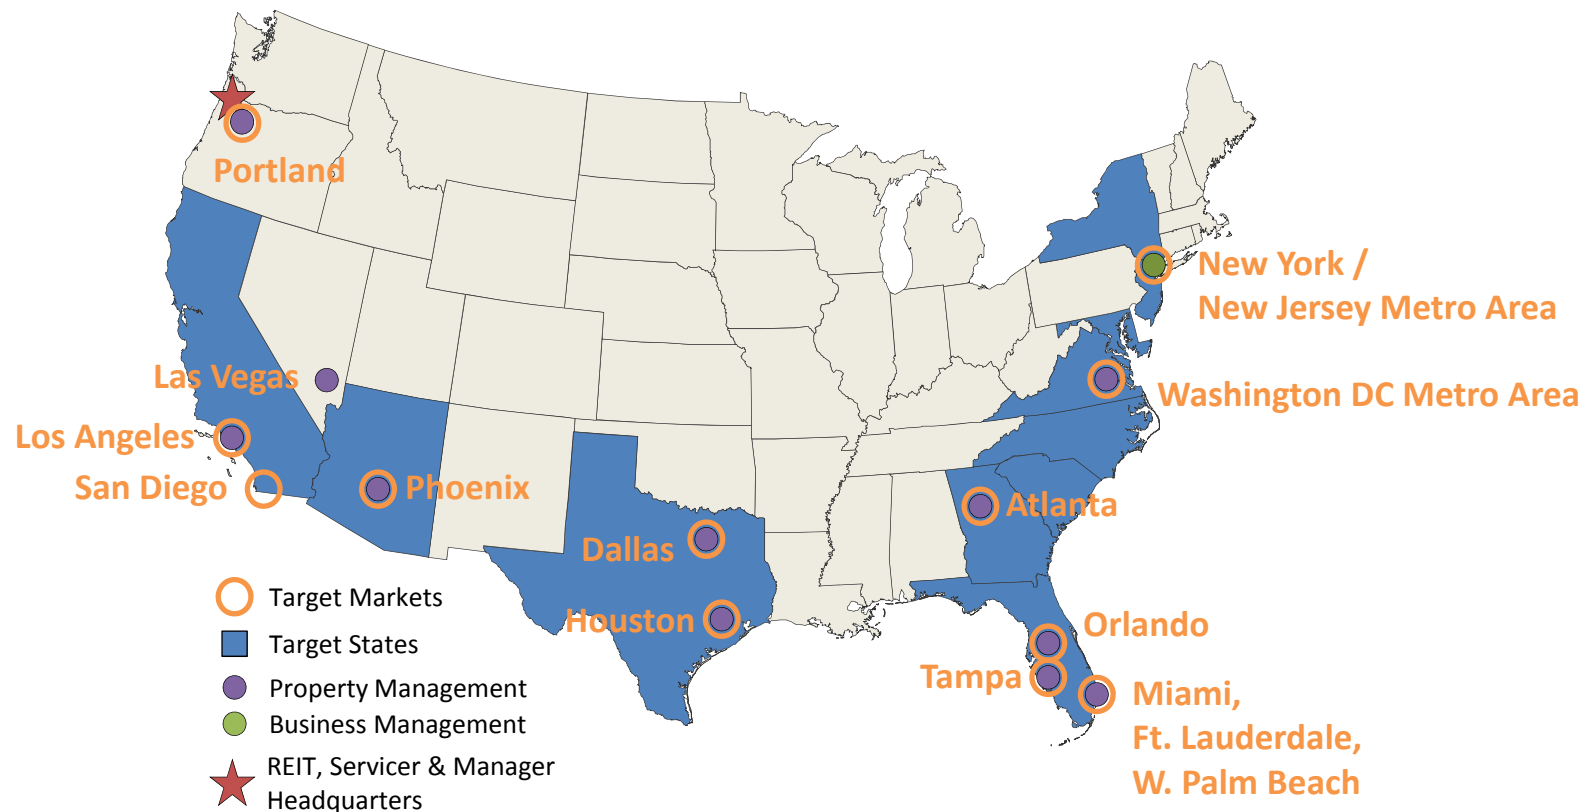 Portland
New York /
New Jersey Metro Area
Las Vegas
Washington DC Metro Area
Los Angeles
San Diego
Phoenix
Atlanta
Dallas
Houston
Orlando
Tampa
Miami,
Ft. Lauderdale,
W. Palm Beach
Target Markets
Target States
Property Management
Business Management
REIT, Servicer & Manager
Headquarters